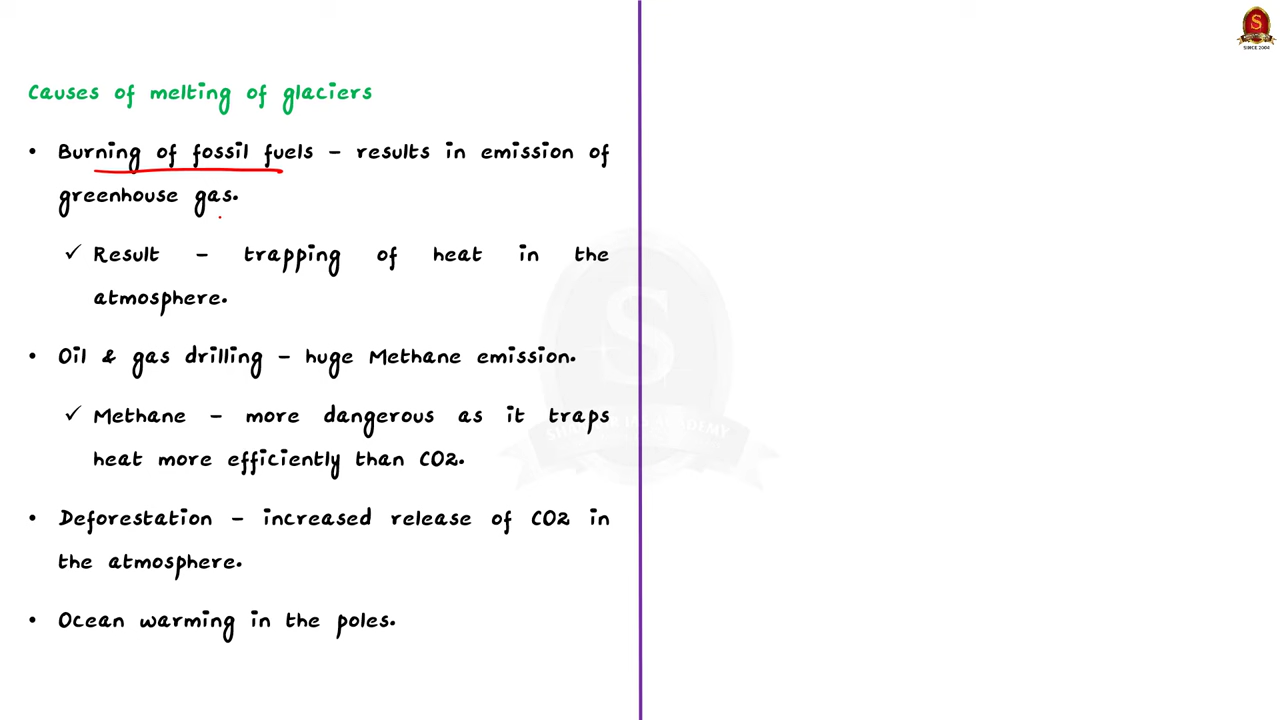 S
SINCE 2004
Causes of melting of glaciers
• Burning of fossil fuels – results in emission of
greenhouse gas.
✓ Result – trapping of heat in the
atmosphere.
• Oil & gas drilling – huge Methane emission.
✓ Methane – more dangerous as it traps
heat more efficiently than CO2.
• Deforestation – increased release of CO2 in
the atmosphere.
• Ocean warming in the poles.